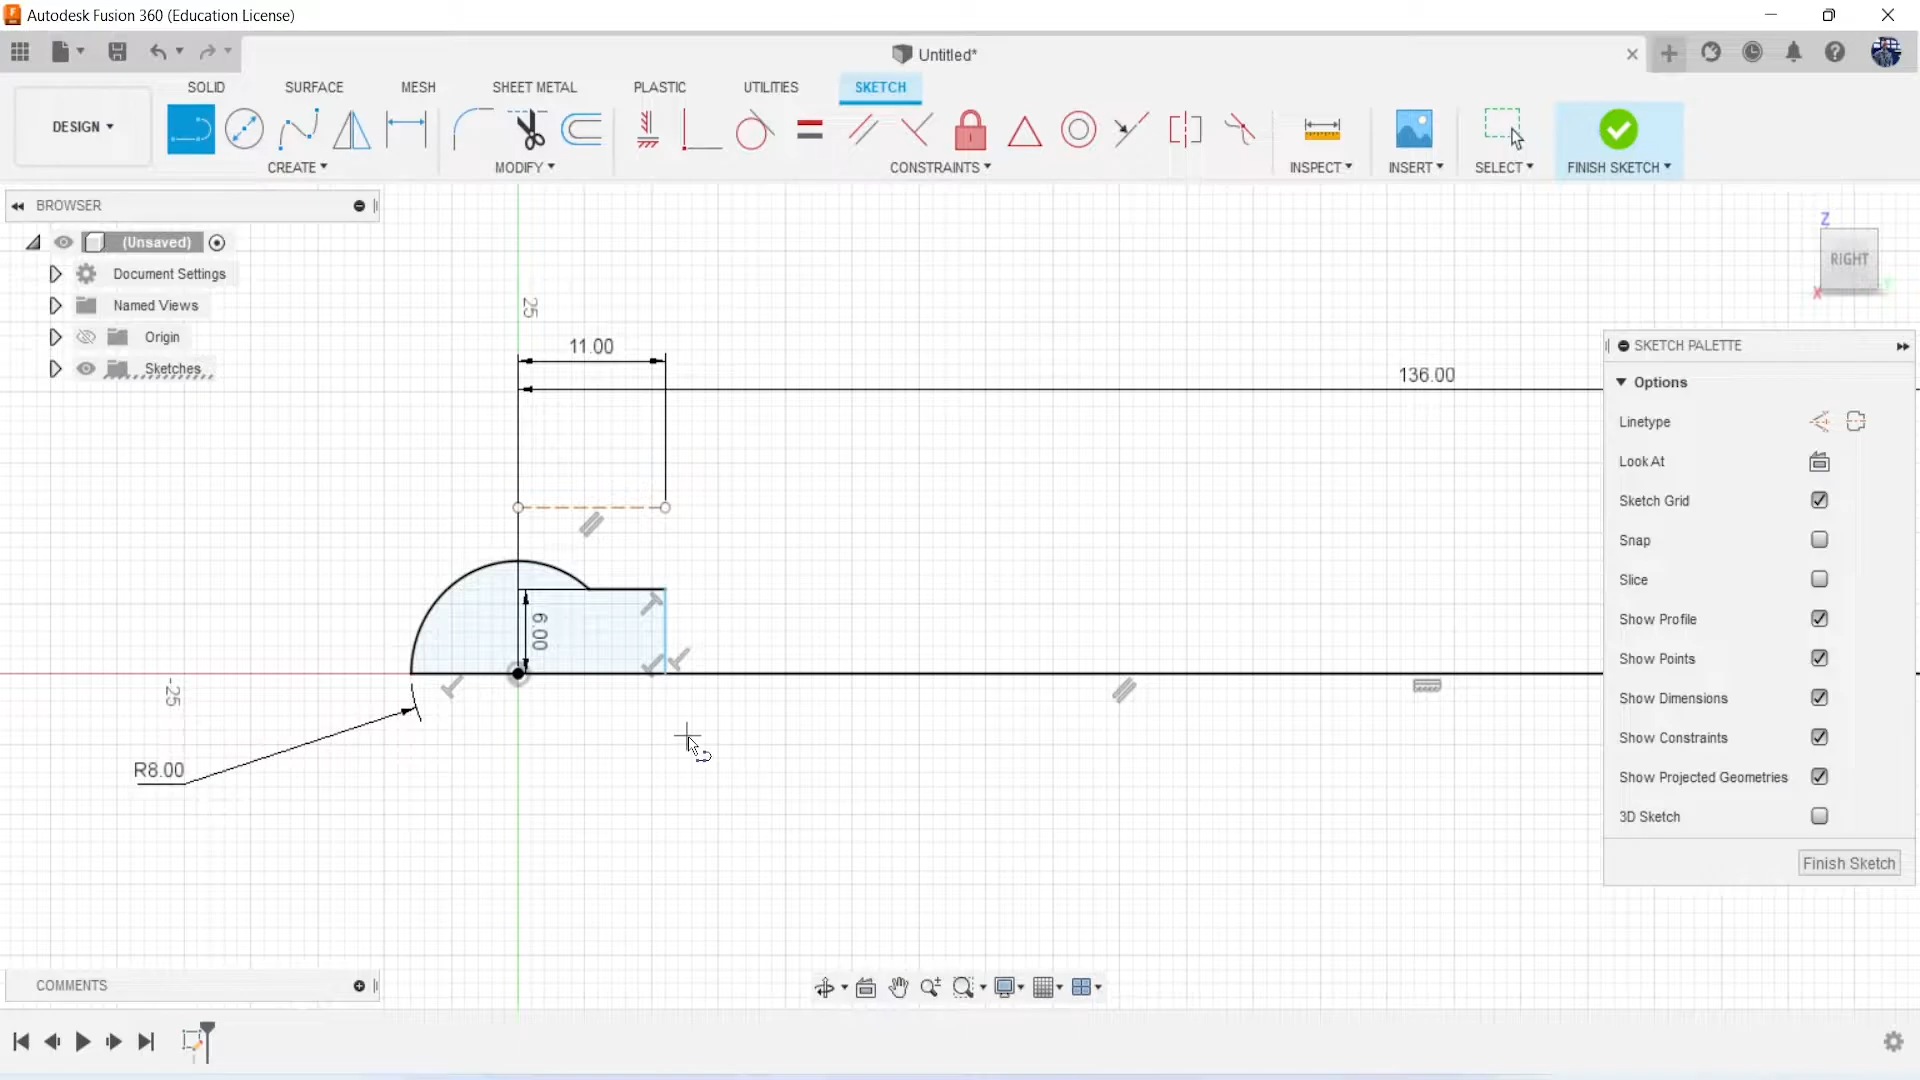 Autodesk Fusion 360 (Education License)
Untitled*
SOLID
SURFACE
MESH
SHEET METAL
PLASTIC
UTILITIES
SKETCH
DESIGN
CREATE
MODIFY
CONSTRAINTS
INSPECT
INSERT
SELECT
FINISH SKETCH
BROWSER
(Unsaved)
Document Settings
Named Views
Origin
Sketches
Z
RIGHT
X
25
11.00
136.00
6.00
-25
R8.00
SKETCH PALETTE
Options
Linetype
Look At
Sketch Grid
Snap
Slice
Show Profile
Show Points
Show Dimensions
Show Constraints
Show Projected Geometries
3D Sketch
Finish Sketch
COMMENTS